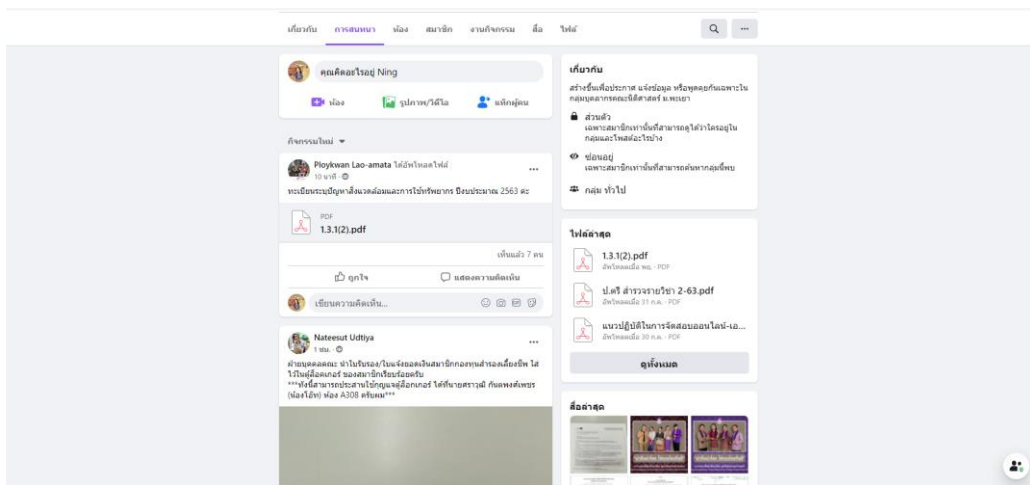 เกี่ยวกับ การสนทนา ห้อง สมาชิก งานกิจกรรม สื่อ ไฟล์
คุณคิดอะไรอยู่ Ning
ห้อง รูปภาพ/วิดีโอ แท็กผู้คน
กิจกรรมใหม่
Ploykwan Lao-amata ได้อัพโหลดไฟล์
10 นาที ·
ทะเบียนระบุปัญหาสิ่งแวดล้อมและการใช้ทรัพยากร ปีงบประมาณ 2563 ค่ะ
PDF
1.3.1(2).pdf
เห็นแล้ว 7 คน
ถูกใจ แสดงความคิดเห็น
เขียนความคิดเห็น...
Nateesut Udtiya
1 ชม. ·
ฝ่ายบุคคลคณะ นำใบรับรอง/ใบแจ้งยอดเงินสมาชิกกองทุนสำรองเลี้ยงชีพ ใส่
ไว้ในตู้ล็อคเกอร์ ของสมาชิกเรียบร้อยครับ
***ทั้งนี้สามารถประสานไขกุญแจตู้ล็อกเกอร์ ได้ที่นายศราวุฒิ กันดพงศ์เพชร
(ห้องโอ๊ท) ห้อง A308 ครับผม***
เกี่ยวกับ
สร้างขึ้นเพื่อประกาศ แจ้งข้อมูล หรือพูดคุยกันเฉพาะใน
กลุ่มบุคลากรคณะนิติศาสตร์ ม.พะเยา
ส่วนตัว
เฉพาะสมาชิกเท่านั้นที่สามารถดูได้ว่าใครอยู่ใน
กลุ่มและโพสต์อะไรบ้าง
ซ่อนอยู่
เฉพาะสมาชิกเท่านั้นที่สามารถค้นหากลุ่มนี้พบ
กลุ่ม ทั่วไป
ไฟล์ล่าสุด
1.3.1(2).pdf
อัพโหลดเมื่อ พฤ. · PDF
ป.ตรี สำรวจรายวิชา 2-63.pdf
อัพโหลดเมื่อ 31 ก.ค. · PDF
แนวปฏิบัติในการจัดสอบออนไลน์-เอ...
อัพโหลดเมื่อ 30 ก.ค. · PDF
ดูทั้งหมด
สื่อล่าสุด